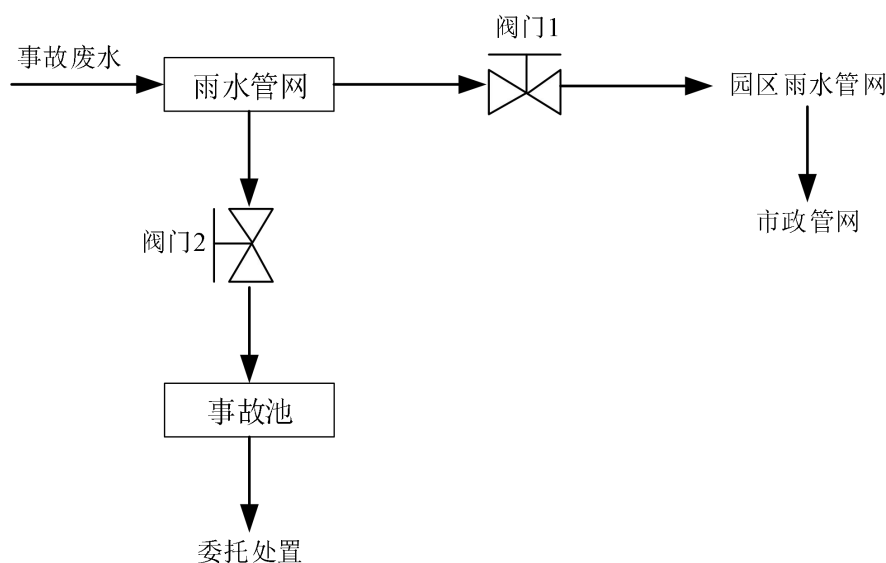 阀门1
事故废水
雨水管网
园区雨水管网
市政管网
阀门2
事故池
委托处置